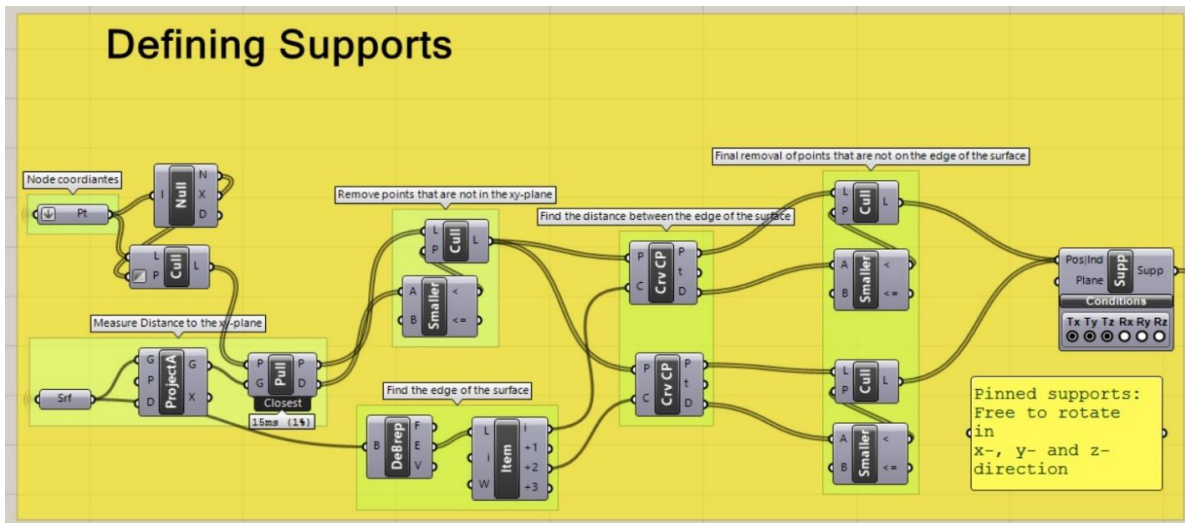 Defining Supports
Final removal of points that are not on the edge of the surface
Node coordiantes
Pt
I
Null
N
X
D
L
P
Cull
L
Remove points that are not in the xy-plane
L
P
Cull
L
A
B
Smaller
<
<=
Find the distance between the edge of the surface
P
C
Crv CP
P
t
D
P
C
Crv CP
P
t
D
L
P
Cull
L
A
B
Smaller
<
<=
L
P
Cull
L
A
B
Smaller
<
<=
Pos|Ind
Plane
Supp
Supp
Conditions
Tx Ty Tz Rx Ry Rz
Measure Distance to the xy-plane
Srf
G
P
D
ProjectA
G
X
P
G
Pull
P
D
Closest
15ms (1%)
Find the edge of the surface
B
DeBrep
F
E
V
L
i
W
Item
i
+1
+2
+3
Pinned supports:
Free to rotate
in
x-, y- and z-
direction